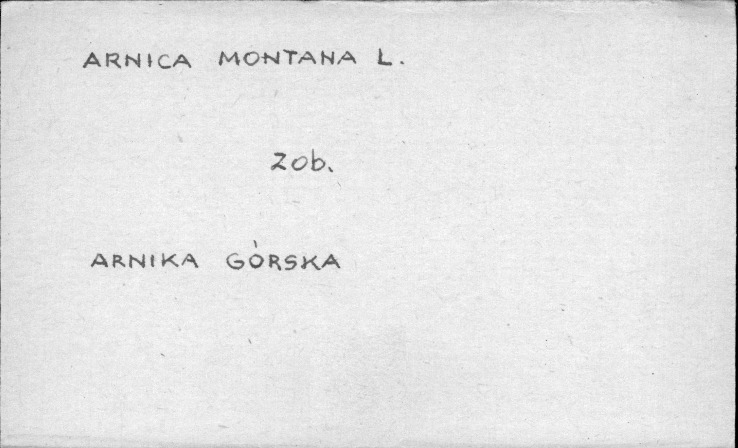 ARNICA MONTANA L.
Zob.
ARNIKA GÓRSKA